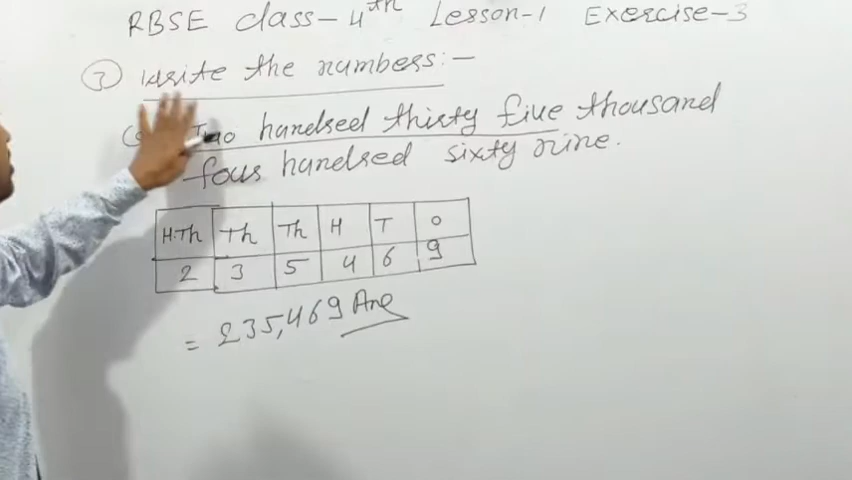 RBSE class-4th Lesson-1 Exercise-3
③ Write the numbers:-
Two hundred thirty five thousand
four hundred sixty nine.
H.Th Th Th H T O
2 3 5 4 6 9
= 235,469 Ans